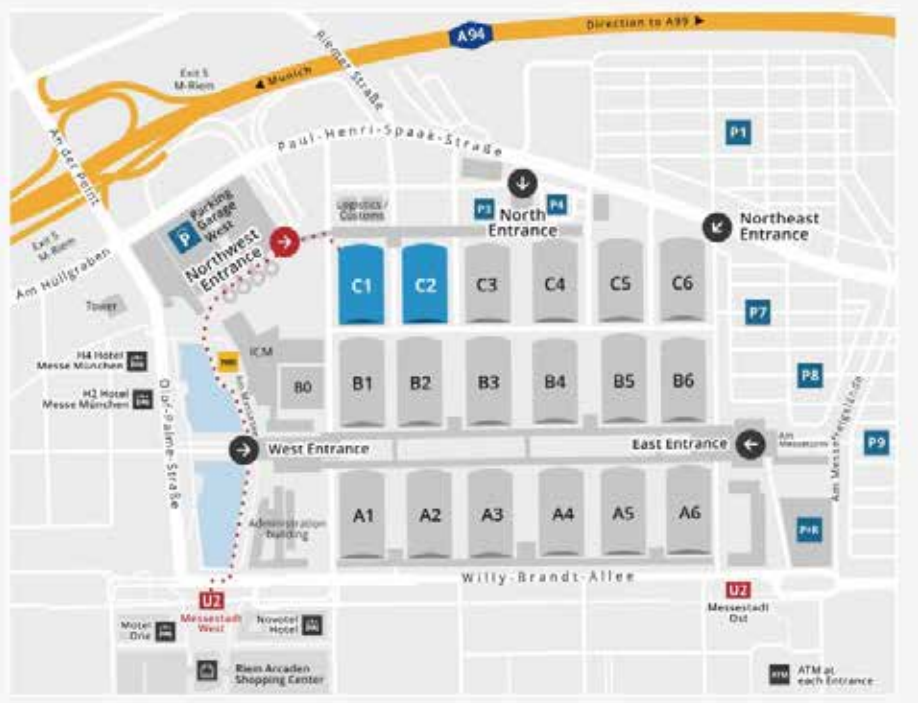 A94
Direction to A99
Riemer Straße
Exit 5
M-Riem
Munich
P1
An der Point
Paul-Henri-Spaak-Straße
Parking
Garage
West
P
Logistics /
Customs
P3
P4
North
Entrance
Northeast
Entrance
Exit 5
M-Riem
Northwest
Entrance
Am Hüllgraben
C1
C2
C3
C4
C5
C6
Tower
P7
H4 Hotel
Messe München
ICM
H2 Hotel
Messe München
B0
B1
B2
B3
B4
B5
B6
P8
Olof-Palme-Straße
Am Messesee
West Entrance
East Entrance
Am
Messeturm
Am Messefreigelände
P9
A1
A2
A3
A4
A5
A6
Administration
building
P+R
Willy-Brandt-Allee
U2
Messestadt
West
U2
Messestadt
Ost
Motel
One
Novotel
Hotel
Riem Arcaden
Shopping Center
ATM
ATM at
each Entrance